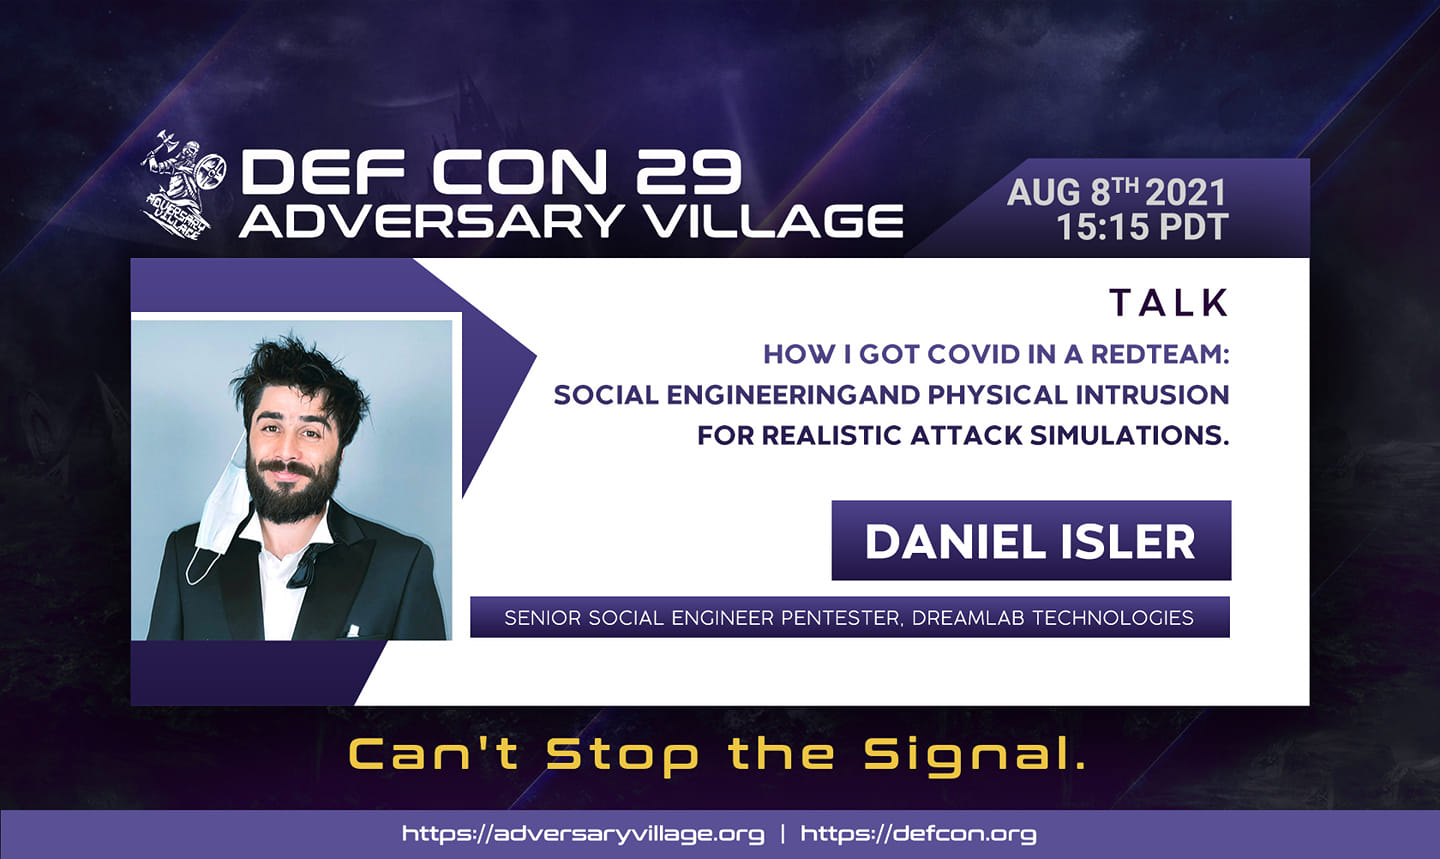 DEF CON 29
ADVERSARY VILLAGE
ADVERSARY
VILLAGE
AUG 8TH 2021
15:15 PDT
TALK
HOW I GOT COVID IN A REDTEAM:
SOCIAL ENGINEERINGAND PHYSICAL INTRUSION
FOR REALISTIC ATTACK SIMULATIONS.
DANIEL ISLER
SENIOR SOCIAL ENGINEER PENTESTER, DREAMLAB TECHNOLOGIES
Can't Stop the Signal.
https://adversaryvillage.org | https://defcon.org